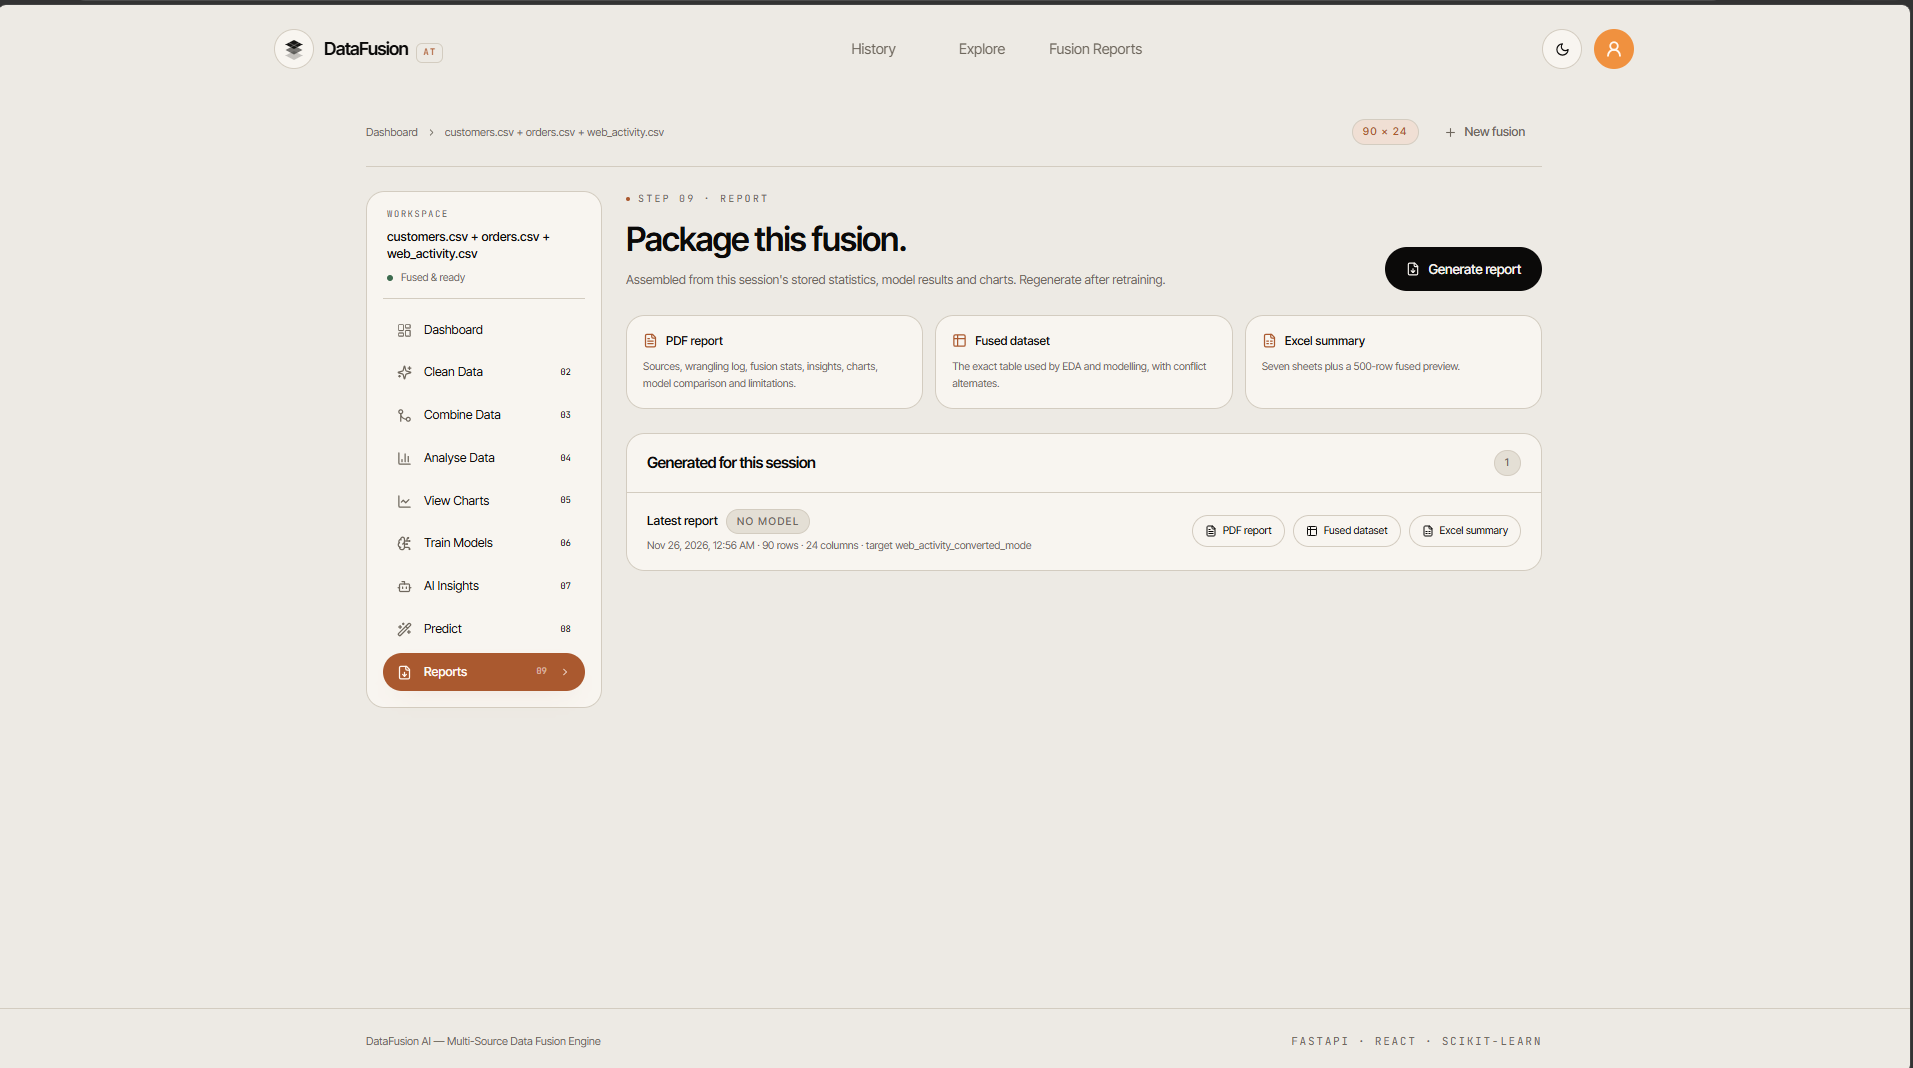 DataFusion AI
History
Explore
Fusion Reports
Dashboard > customers.csv + orders.csv + web_activity.csv
90 × 24
+ New fusion
WORKSPACE
customers.csv + orders.csv +
web_activity.csv
Fused & ready
Dashboard
Clean Data 02
Combine Data 03
Analyse Data 04
View Charts 05
Train Models 06
AI Insights 07
Predict 08
Reports 09
STEP 09 · REPORT
Package this fusion.
Assembled from this session's stored statistics, model results and charts. Regenerate after retraining.
Generate report
PDF report
Sources, wrangling log, fusion stats, insights, charts,
model comparison and limitations.
Fused dataset
The exact table used by EDA and modelling, with conflict
alternates.
Excel summary
Seven sheets plus a 500-row fused preview.
Generated for this session
1
Latest report NO MODEL
Nov 26, 2026, 12:56 AM · 90 rows · 24 columns · target web_activity_converted_mode
PDF report
Fused dataset
Excel summary
DataFusion AI — Multi-Source Data Fusion Engine
FASTAPI · REACT · SCIKIT-LEARN